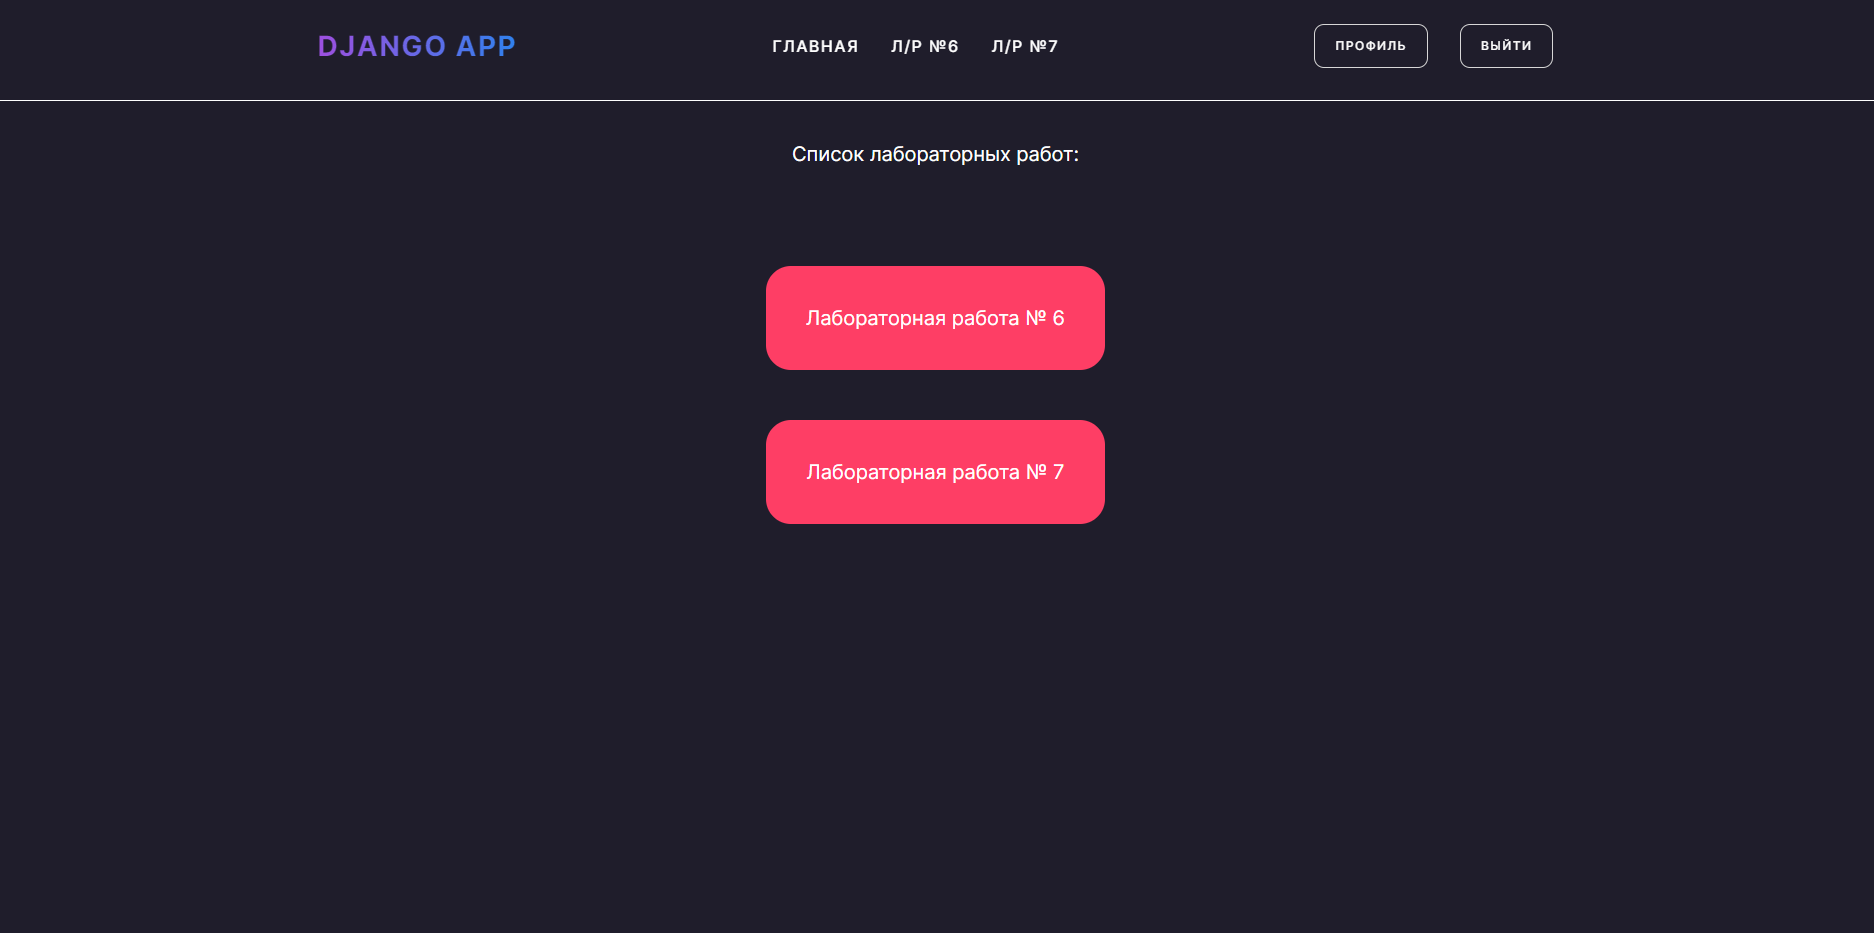 DJANGO APP
ГЛАВНАЯ
Л/Р №6
Л/Р №7
ПРОФИЛЬ
ВЫЙТИ
Список лабораторных работ:
Лабораторная работа № 6
Лабораторная работа № 7